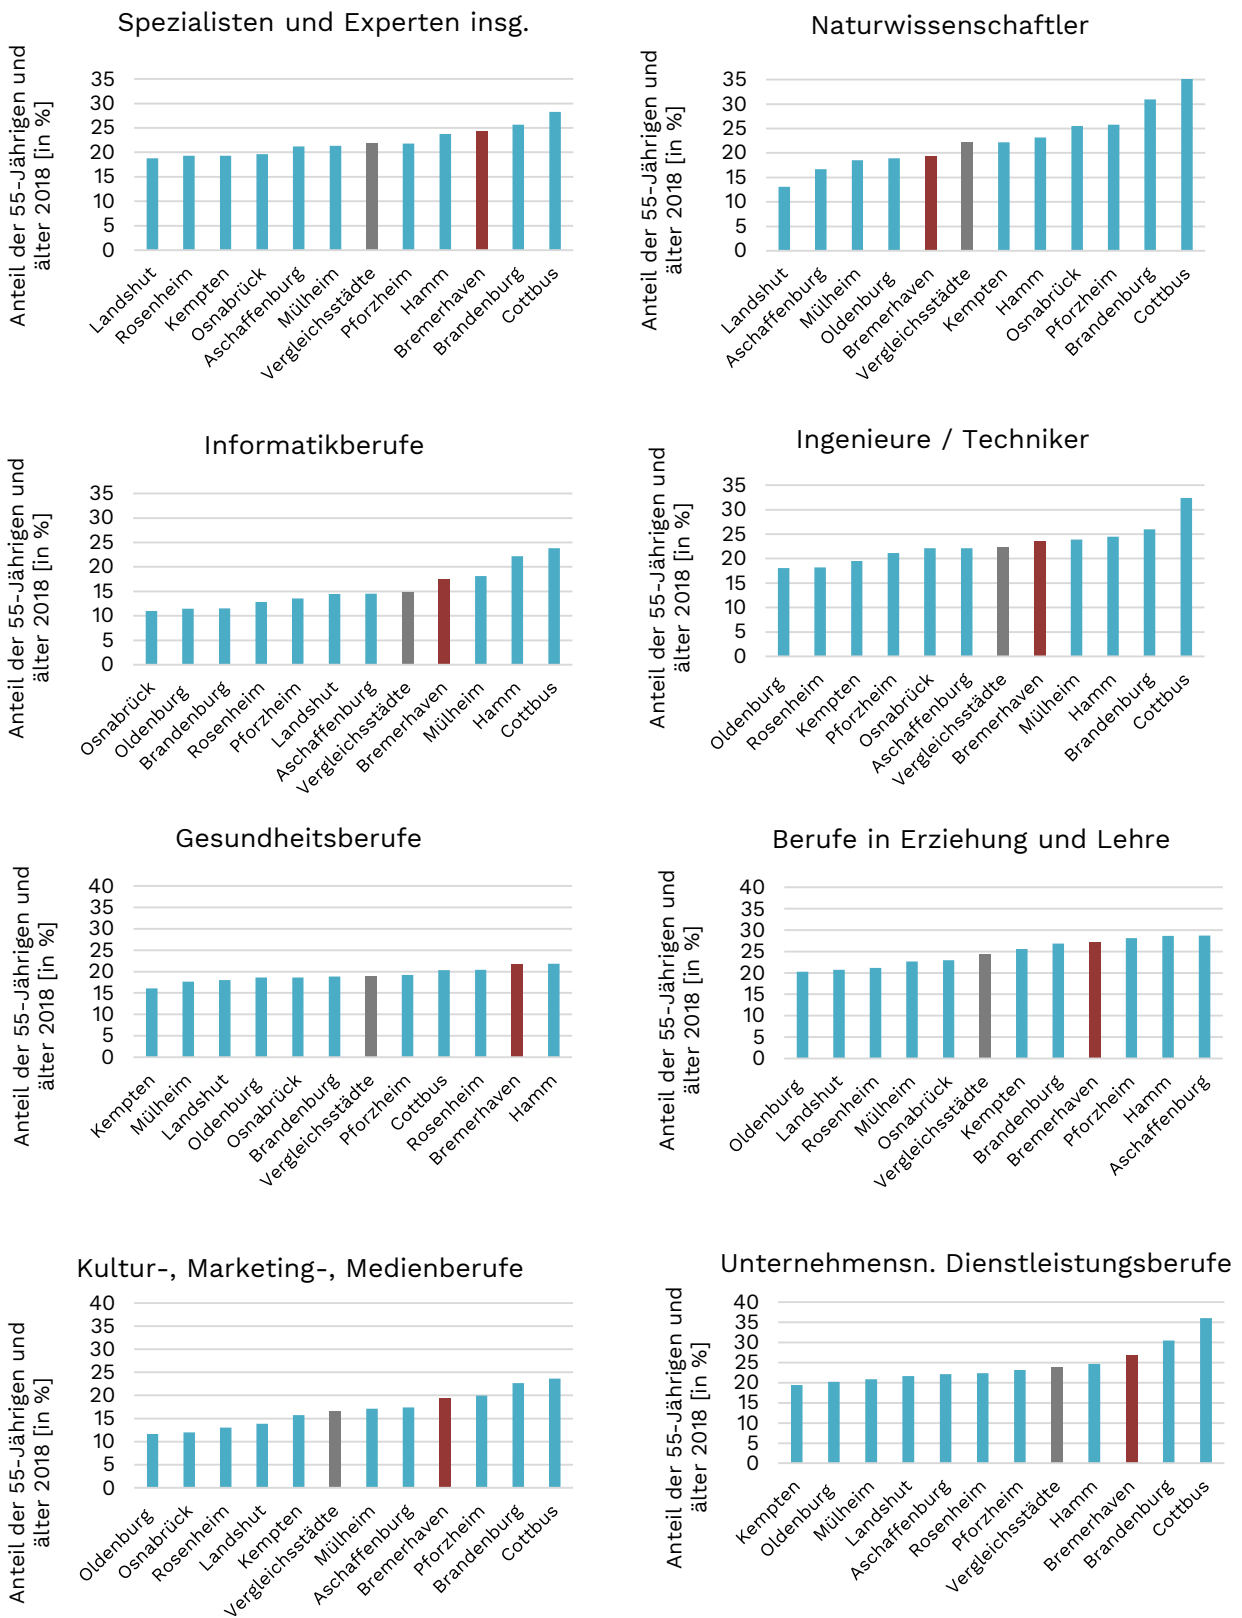 Spezialisten und Experten insg.
Anteil der 55-Jährigen und
älter 2018 [in %]
35
30
25
20
15
10
5
0
Landshut
Rosenheim
Kempten
Osnabrück
Aschaffenburg
Mülheim
Vergleichsstädte
Pforzheim
Hamm
Bremerhaven
Brandenburg
Cottbus
Naturwissenschaftler
Anteil der 55-Jährigen und
älter 2018 [in %]
35
30
25
20
15
10
5
0
Landshut
Aschaffenburg
Mülheim
Oldenburg
Bremerhaven
Vergleichsstädte
Kempten
Hamm
Osnabrück
Pforzheim
Brandenburg
Cottbus
Informatikberufe
Anteil der 55-Jährigen und
älter 2018 [in %]
35
30
25
20
15
10
5
0
Osnabrück
Oldenburg
Brandenburg
Rosenheim
Pforzheim
Landshut
Aschaffenburg
Vergleichsstädte
Bremerhaven
Mülheim
Hamm
Cottbus
Ingenieure / Techniker
Anteil der 55-Jährigen und
älter 2018 [in %]
35
30
25
20
15
10
5
0
Oldenburg
Rosenheim
Kempten
Pforzheim
Osnabrück
Aschaffenburg
Vergleichsstädte
Bremerhaven
Mülheim
Hamm
Brandenburg
Cottbus
Gesundheitsberufe
Anteil der 55-Jährigen und
älter 2018 [in %]
40
35
30
25
20
15
10
5
0
Kempten
Mülheim
Landshut
Oldenburg
Osnabrück
Brandenburg
Vergleichsstädte
Pforzheim
Cottbus
Rosenheim
Bremerhaven
Hamm
Berufe in Erziehung und Lehre
Anteil der 55-Jährigen und
älter 2018 [in %]
40
35
30
25
20
15
10
5
0
Oldenburg
Landshut
Rosenheim
Mülheim
Osnabrück
Vergleichsstädte
Kempten
Brandenburg
Bremerhaven
Pforzheim
Hamm
Aschaffenburg
Kultur-, Marketing-, Medienberufe
Anteil der 55-Jährigen und
älter 2018 [in %]
40
35
30
25
20
15
10
5
0
Oldenburg
Osnabrück
Rosenheim
Landshut
Kempten
Vergleichsstädte
Mülheim
Aschaffenburg
Bremerhaven
Pforzheim
Brandenburg
Cottbus
Unternehmensn. Dienstleistungsberufe
Anteil der 55-Jährigen und
älter 2018 [in %]
40
35
30
25
20
15
10
5
0
Kempten
Oldenburg
Mülheim
Landshut
Aschaffenburg
Rosenheim
Pforzheim
Vergleichsstädte
Hamm
Bremerhaven
Brandenburg
Cottbus